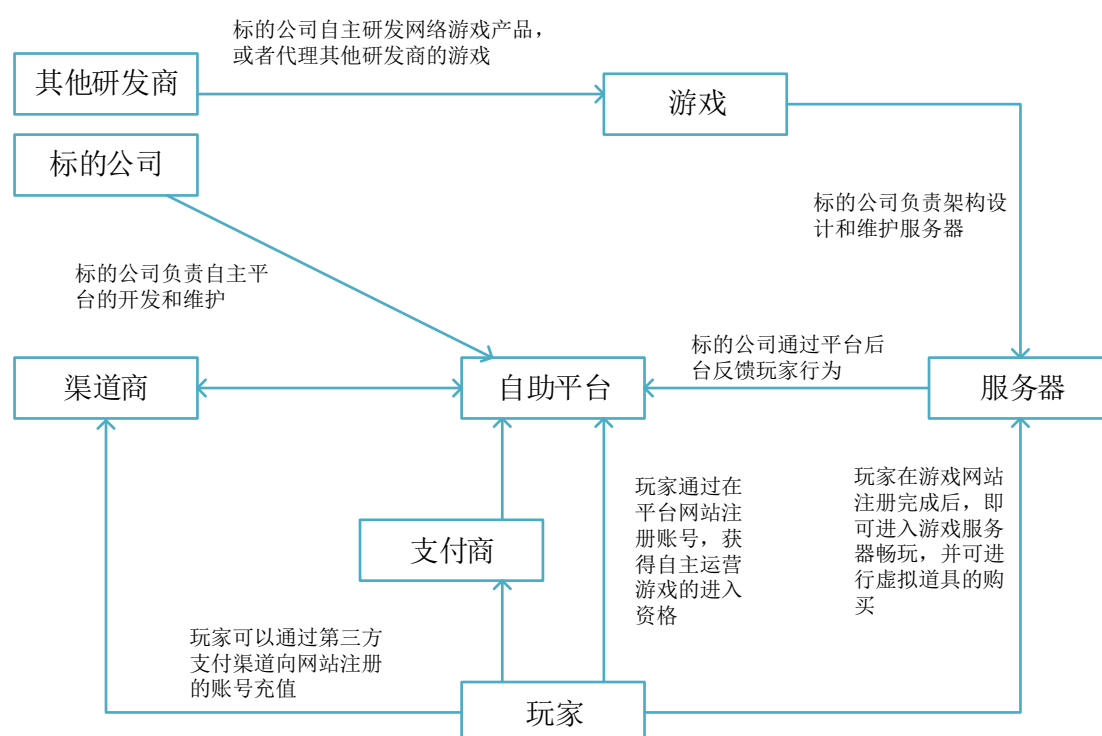 标的公司自主研发网络游戏产品，
或者代理其他研发商的游戏
其他研发商
游戏
标的公司
标的公司负责架构设
计和维护服务器
标的公司负责自主平
台的开发和维护
标的公司通过平台后
台反馈玩家行为
渠道商
自助平台
服务器
玩家通过在
平台网站注
册账号，获
得自主运营
游戏的进入
资格
玩家在游戏网站
注册完成后，即
可进入游戏服务
器畅玩，并可进
行虚拟道具的购
买
支付商
玩家可以通过第三方
支付渠道向网站注册
的账号充值
玩家